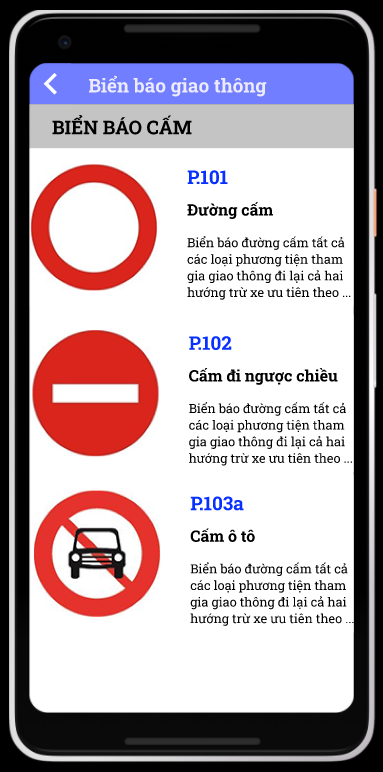 Biển báo giao thông
BIỂN BÁO CẤM
P.101
Đường cấm
Biển báo đường cấm tất cả
các loại phương tiện tham
gia giao thông đi lại cả hai
hướng trừ xe ưu tiên theo ...
P.102
Cấm đi ngược chiều
Biển báo đường cấm tất cả
các loại phương tiện tham
gia giao thông đi lại cả hai
hướng trừ xe ưu tiên theo ...
P.103a
Cấm ô tô
Biển báo đường cấm tất cả
các loại phương tiện tham
gia giao thông đi lại cả hai
hướng trừ xe ưu tiên theo ...